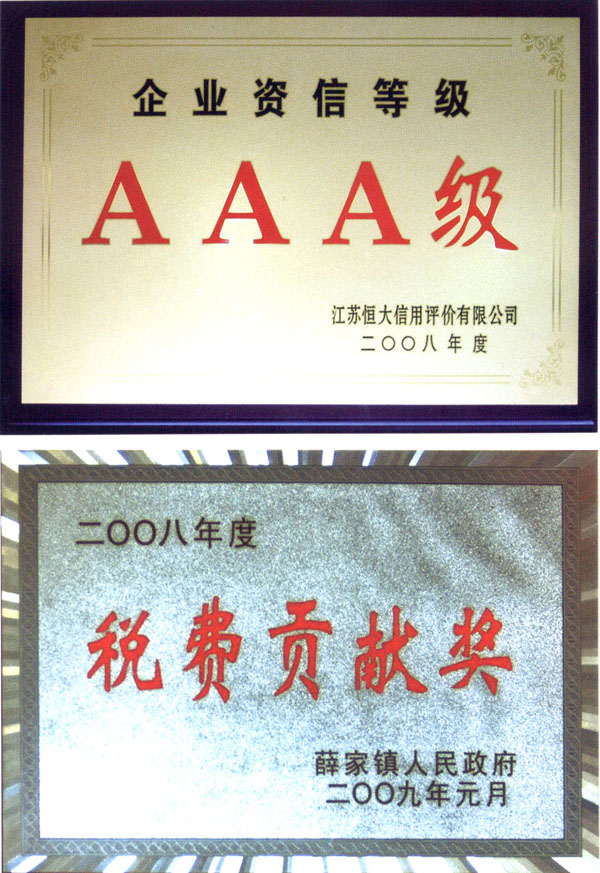 企业资信等级
AAA级
江苏恒大信用评价有限公司
二〇〇八年度
二〇〇八年度
税费贡献奖
薛家镇人民政府
二〇〇九年元月